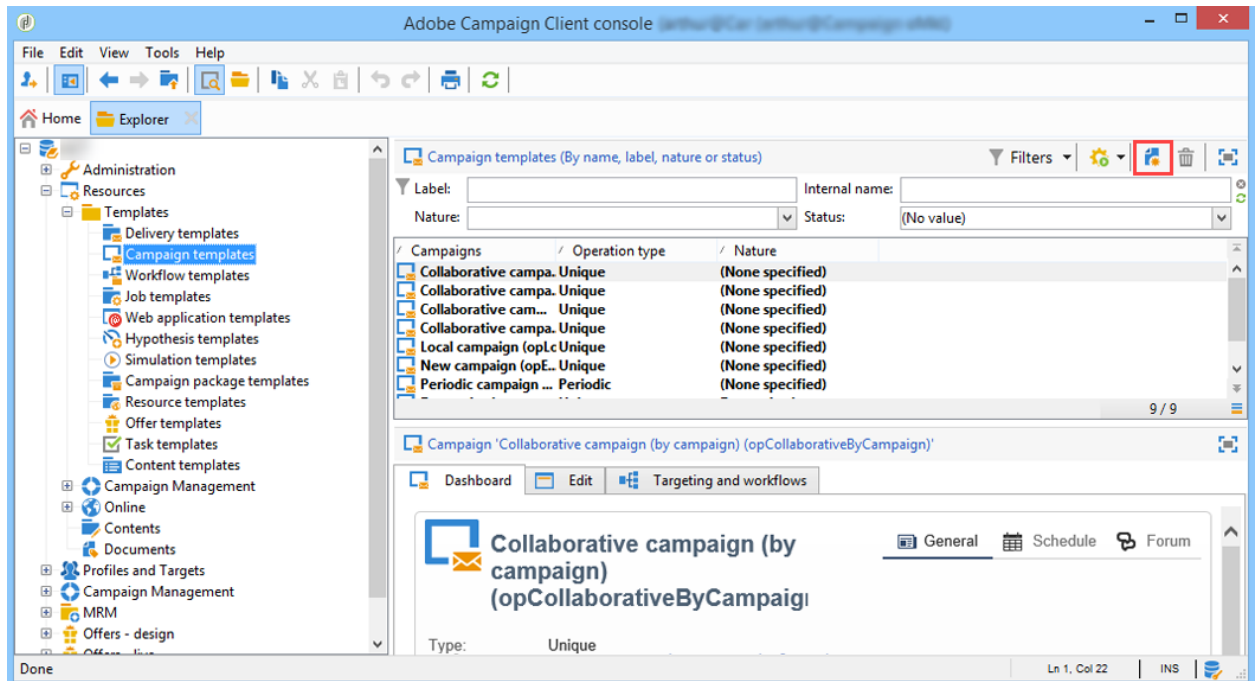 Adobe Campaign Client console
File Edit View Tools Help
Home Explorer
Administration
Resources
Templates
Delivery templates
Campaign templates
Workflow templates
Job templates
Web application templates
Hypothesis templates
Simulation templates
Campaign package templates
Resource templates
Offer templates
Task templates
Content templates
Campaign Management
Online
Contents
Documents
Profiles and Targets
Campaign Management
MRM
Offers - design
Campaign templates (By name, label, nature or status) Filters
Label: Internal name:
Nature: Status: (No value)
Campaigns Operation type Nature
Collaborative campa. Unique (None specified)
Collaborative campa. Unique (None specified)
Collaborative cam... Unique (None specified)
Collaborative campa. Unique (None specified)
Local campaign (opLc Unique (None specified)
New campaign (opE.. Unique (None specified)
Periodic campaign ... Periodic (None specified)
9 / 9
Campaign 'Collaborative campaign (by campaign) (opCollaborativeByCampaign)'
Dashboard Edit Targeting and workflows
Collaborative campaign (by
campaign)
(opCollaborativeByCampaig
General Schedule Forum
Type: Unique
Done Ln 1, Col 22 INS